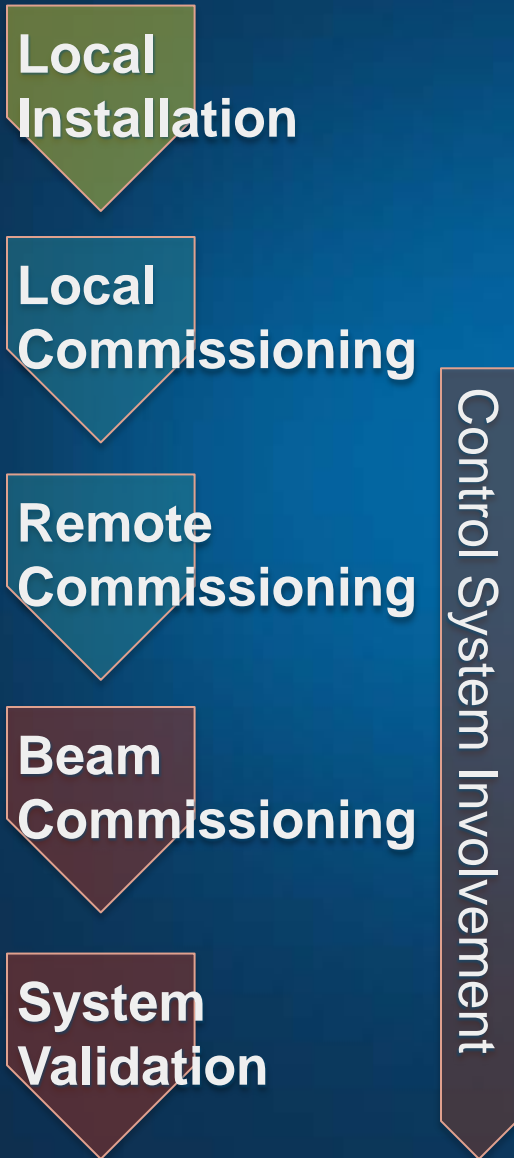 Local
Installation
Local
Commissioning
Remote
Commissioning
Beam
Commissioning
System
Validation
Control System Involvement